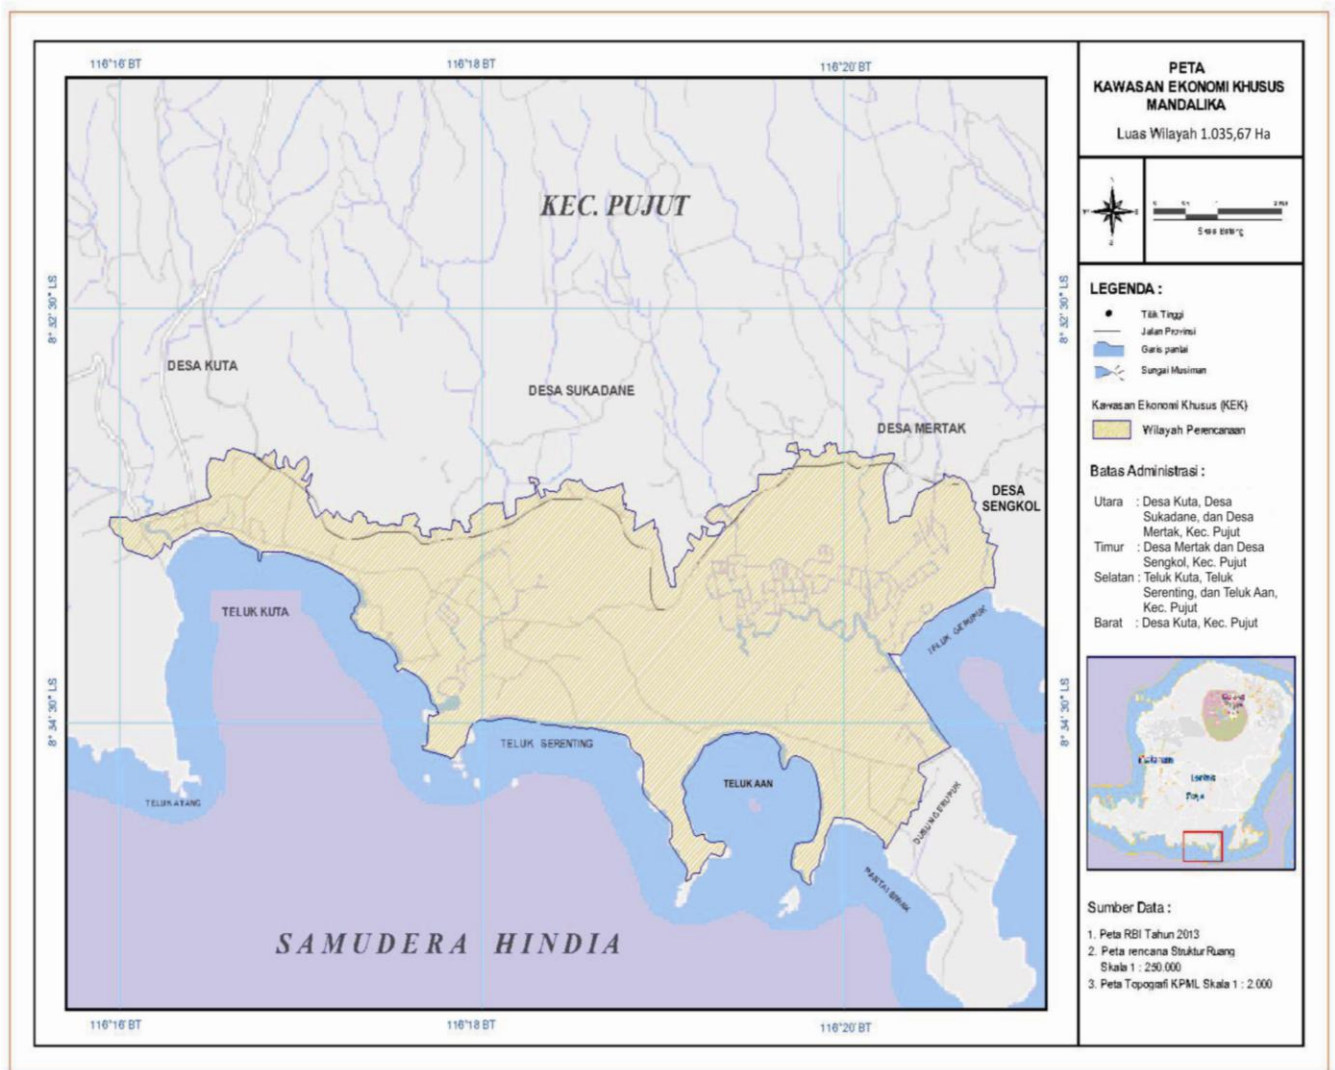 116°16' BT
116°18' BT
116°20' BT
8° 32' 30" LS
8° 32' 30" LS
KEC. PUJUT
DESA KUTA
DESA SUKADANE
DESA MERTAK
DESA
SENGKOL
TELUK KUTA
TELUK GERUPUK
8° 34' 30" LS
8° 34' 30" LS
TELUK SERENTING
TELUK AAN
DUSUN GERUPUK
SAMUDERA HINDIA
116°16' BT
116°18' BT
116°20' BT
PETA
KAWASAN EKONOMI KHUSUS
MANDALIKA
Luas Wilayah 1.035,67 Ha
LEGENDA :
Titik Tinggi
Jalan Provinsi
Garis pantai
Sungai Musiman
Kawasan Ekonomi Khusus (KEK)
Wilayah Perencanaan
Batas Administrasi :
Utara : Desa Kuta, Desa
Sukadane, dan Desa
Mertak, Kec. Pujut
Timur : Desa Mertak dan Desa
Sengkol, Kec. Pujut
Selatan : Teluk Kuta, Teluk
Serenting, dan Teluk Aan,
Kec. Pujut
Barat : Desa Kuta, Kec. Pujut
Sumber Data :
1. Peta RBI Tahun 2013
2. Peta rencana Struktur Ruang
Skala 1 : 250.000
3. Peta Topografi KPML Skala 1 : 2.000